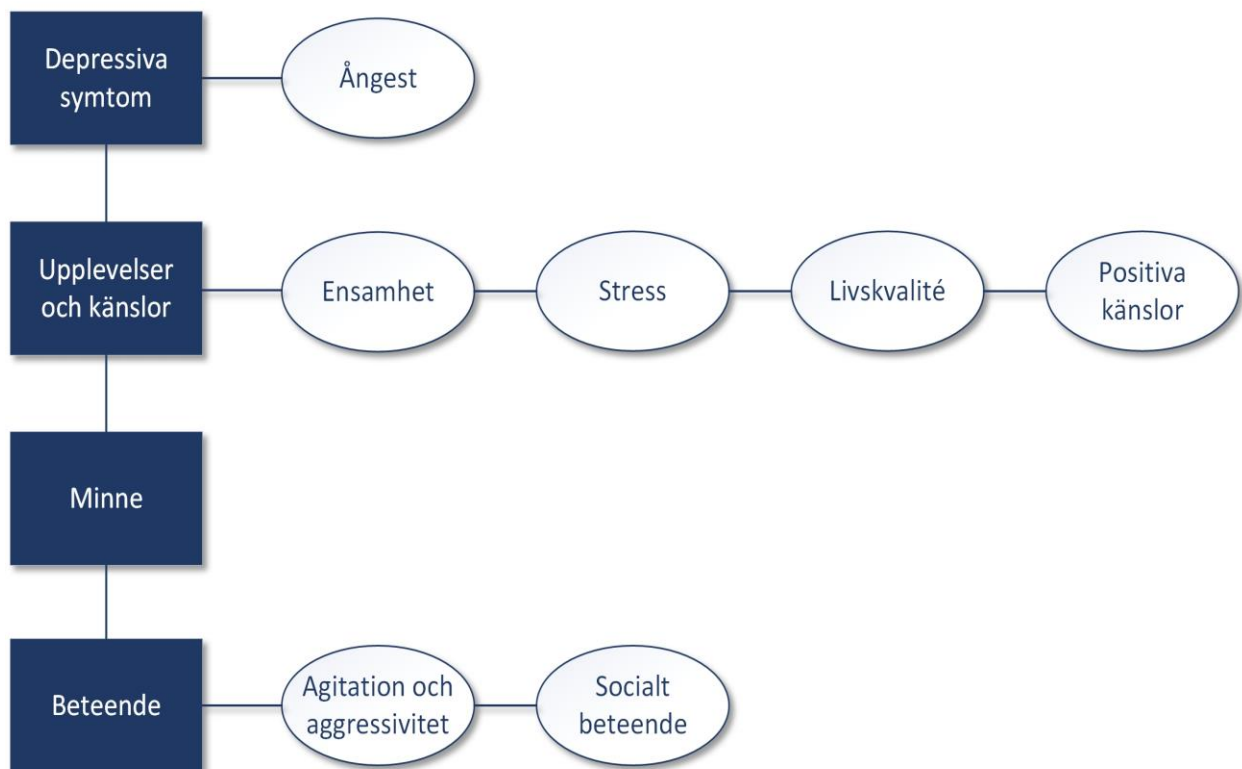 Depressiva
symtom
Ångest
Upplevelser
och känslor
Ensamhet
Stress
Livskvalité
Positiva
känslor
Minne
Beteende
Agitation och
aggressivitet
Socialt
beteende